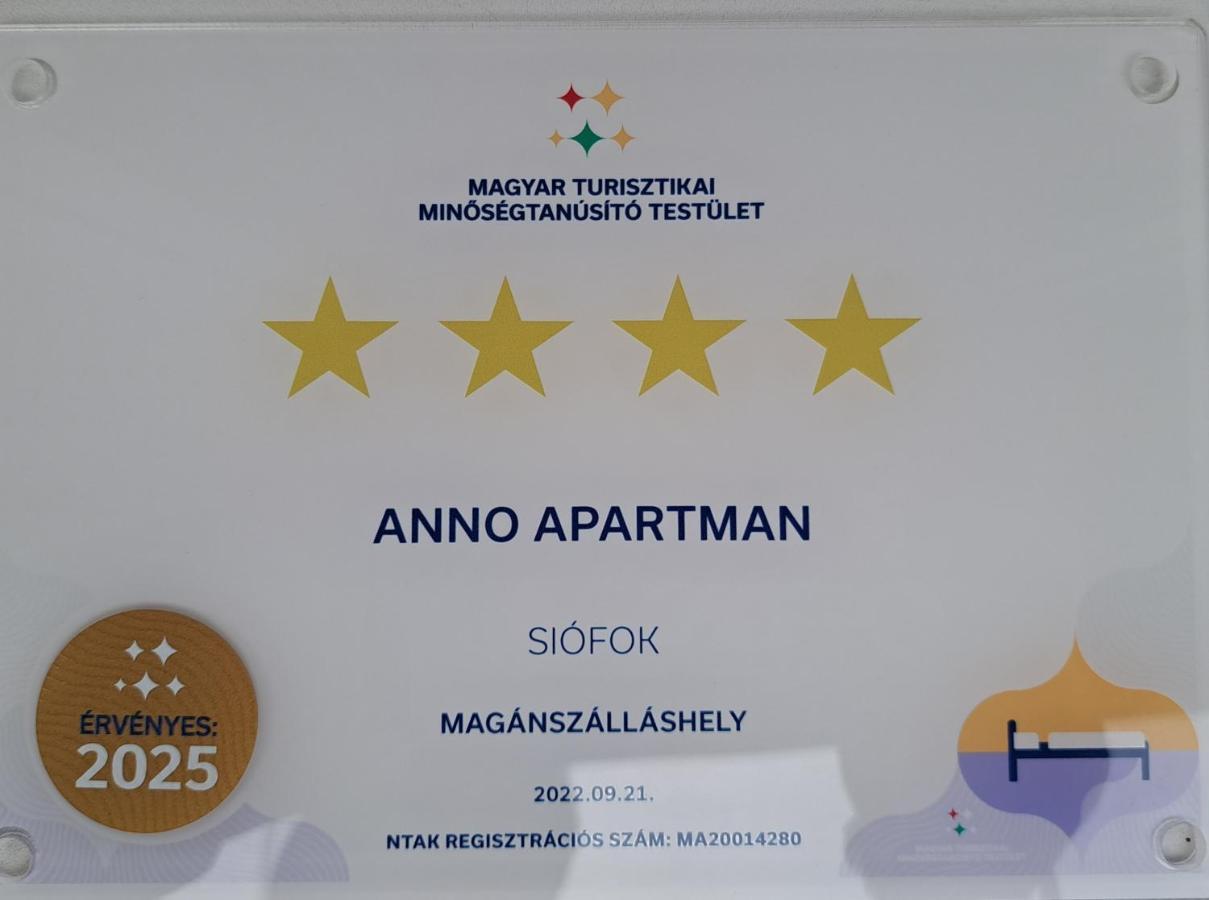 MAGYAR TURISZTIKAI
MINŐSÉGTANÚSÍTÓ TESTÜLET
ANNO APARTMAN
SIÓFOK
MAGÁNSZÁLLÁSHELY
2022.09.21.
NTAK REGISZTRÁCIÓS SZÁM: MA20014280
ÉRVÉNYES:
2025